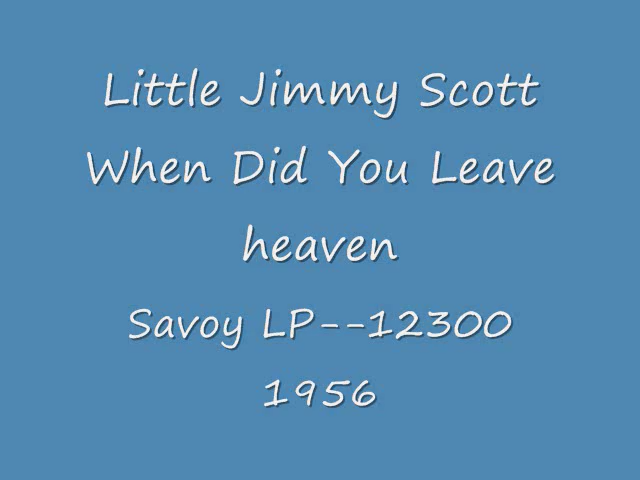 Little Jimmy Scott
When Did You Leave
heaven
Savoy LP--12300
1956